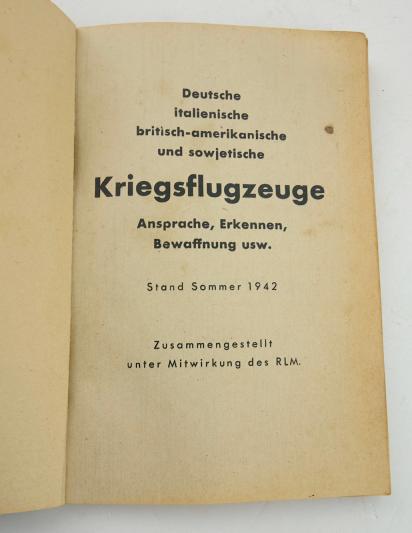 Deutsche
italienische
britisch-amerikanische
und sowjetische
Kriegsflugzeuge
Ansprache, Erkennen,
Bewaffnung usw.
Stand Sommer 1942
Zusammengestellt
unter Mitwirkung des RLM.